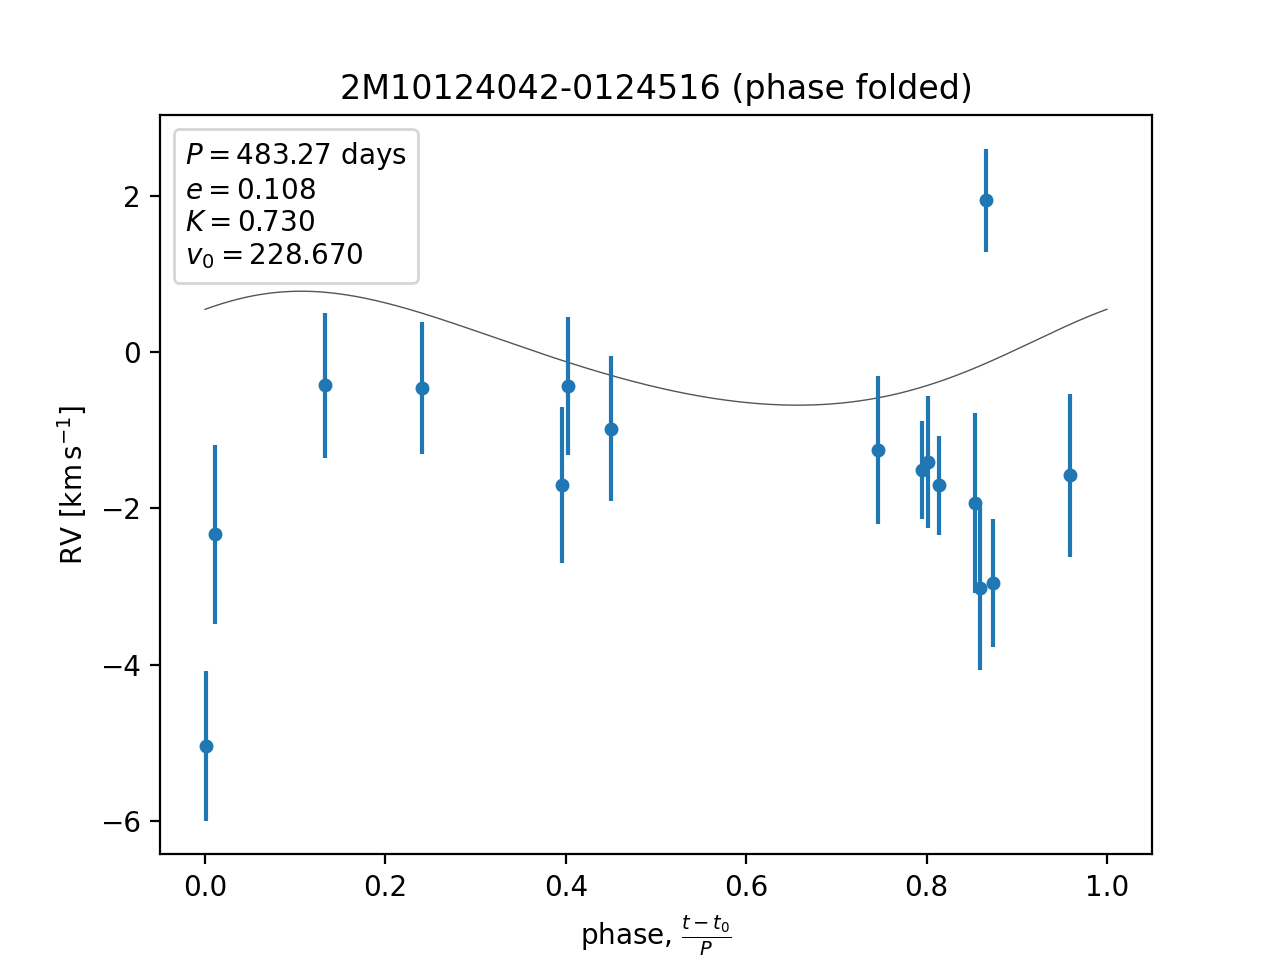 2M10124042-0124516 (phase folded)
P = 483.27 days
e = 0.108
K = 0.730
v₀ = 228.670
2
0
−2
−4
−6
RV [km s⁻¹]
0.0 0.2 0.4 0.6 0.8 1.0
phase, (t − t₀)/P